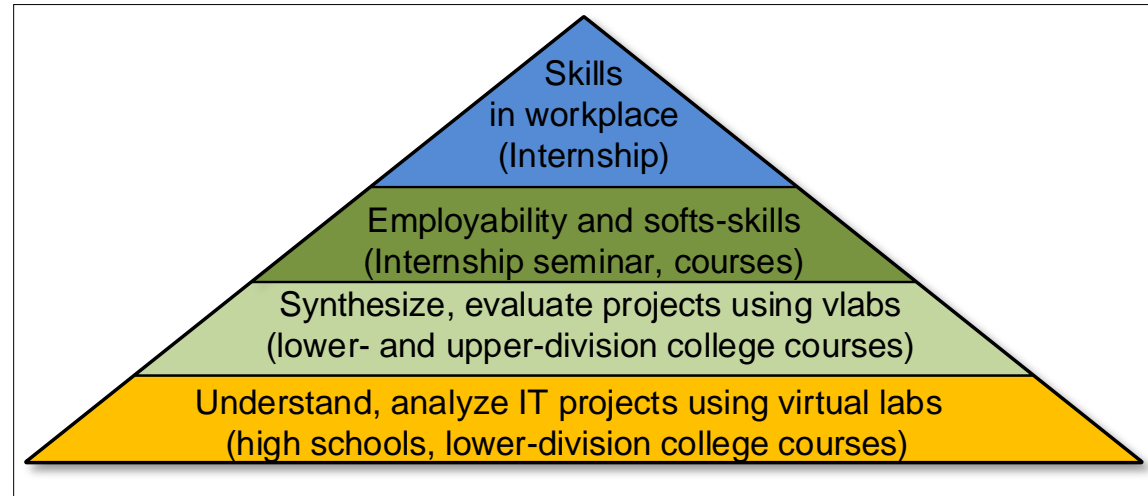 Skills
in workplace
(Internship)
Employability and softs-skills
(Internship seminar, courses)
Synthesize, evaluate projects using vlabs
(lower- and upper-division college courses)
Understand, analyze IT projects using virtual labs
(high schools, lower-division college courses)